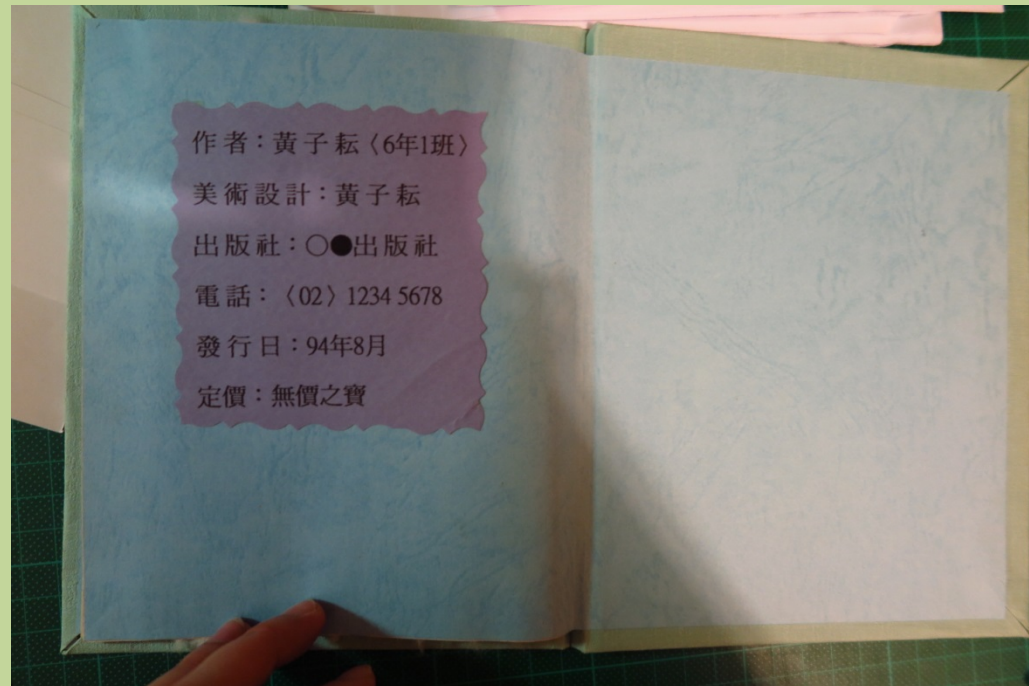 作者：黃子耘〈6年1班〉
美術設計：黃子耘
出版社：○●出版社
電話：〈02〉1234 5678
發行日：94年8月
定價：無價之寶